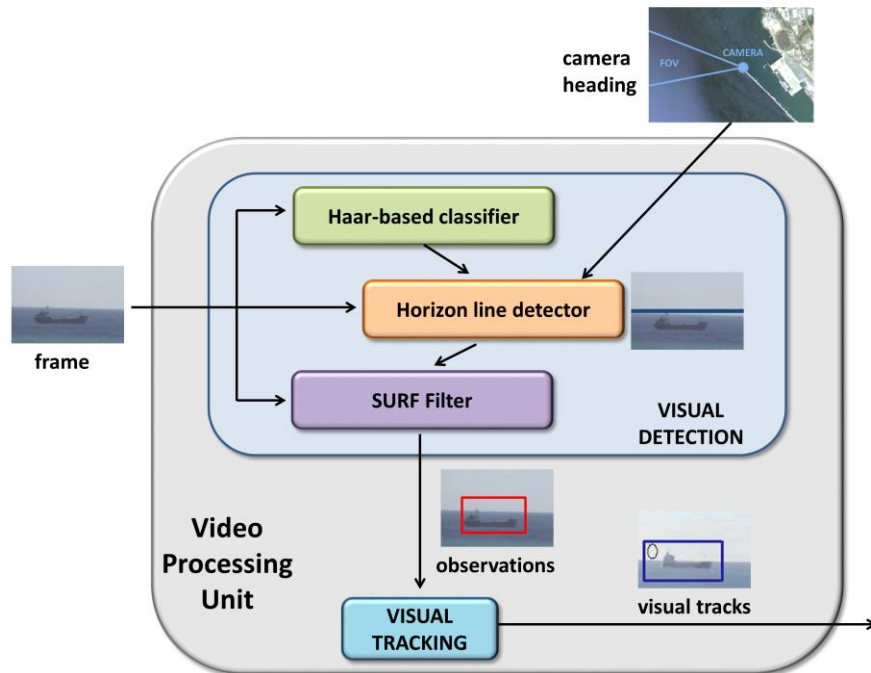 camera
heading
CAMERA
FOV
Haar-based classifier
Horizon line detector
frame
SURF Filter
VISUAL
DETECTION
Video
Processing
Unit
observations
visual tracks
VISUAL
TRACKING